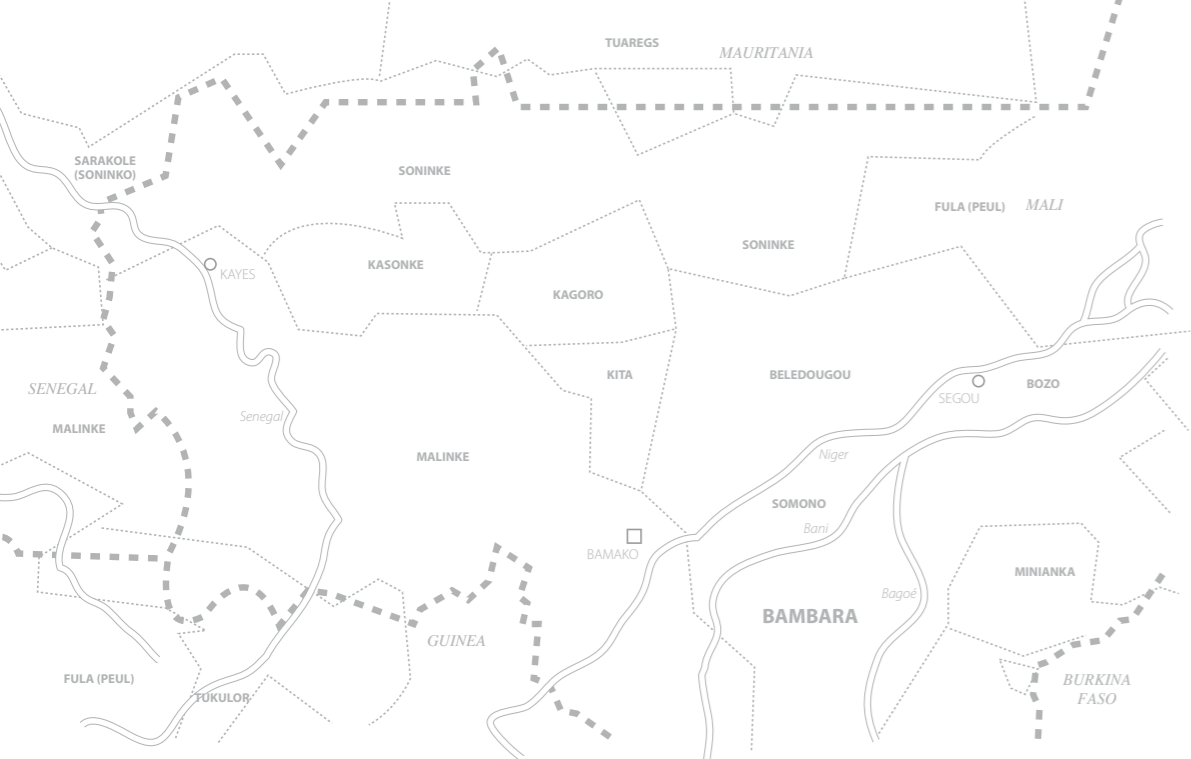 TUAREGS
MAURITANIA
SARAKOLE
(SONINKO)
SONINKE
FULA (PEUL)
MALI
SONINKE
KASONKE
KAYES
KAGORO
SENEGAL
KITA
BELEDOUGOU
BOZO
SEGOU
Senegal
MALINKE
MALINKE
Niger
SOMONO
Bani
BAMAKO
MINIANKA
Bagoé
BAMBARA
GUINEA
FULA (PEUL)
BURKINA
FASO
TUKULOR